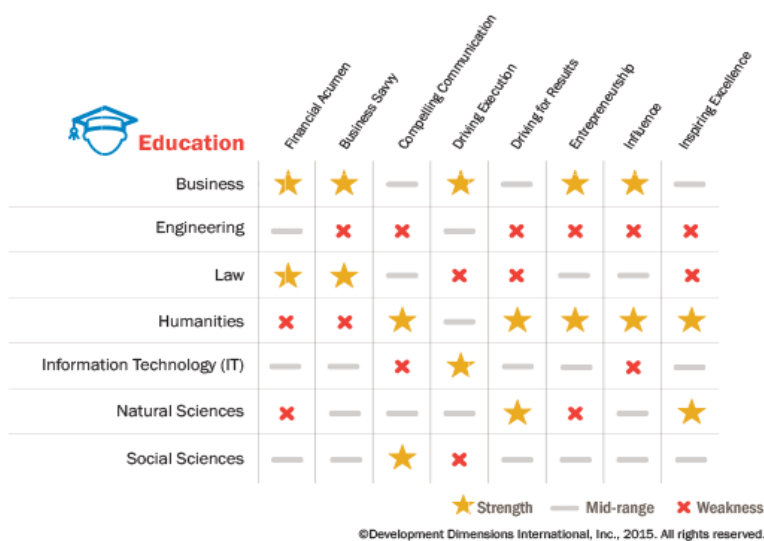 Financial Acumen
Business Savvy
Compelling Communication
Driving Execution
Driving for Results
Entrepreneurship
Influence
Inspiring Excellence
Education
Business
Engineering
Law
Humanities
Information Technology (IT)
Natural Sciences
Social Sciences
Strength Mid-range Weakness
©Development Dimensions International, Inc., 2015. All rights reserved.